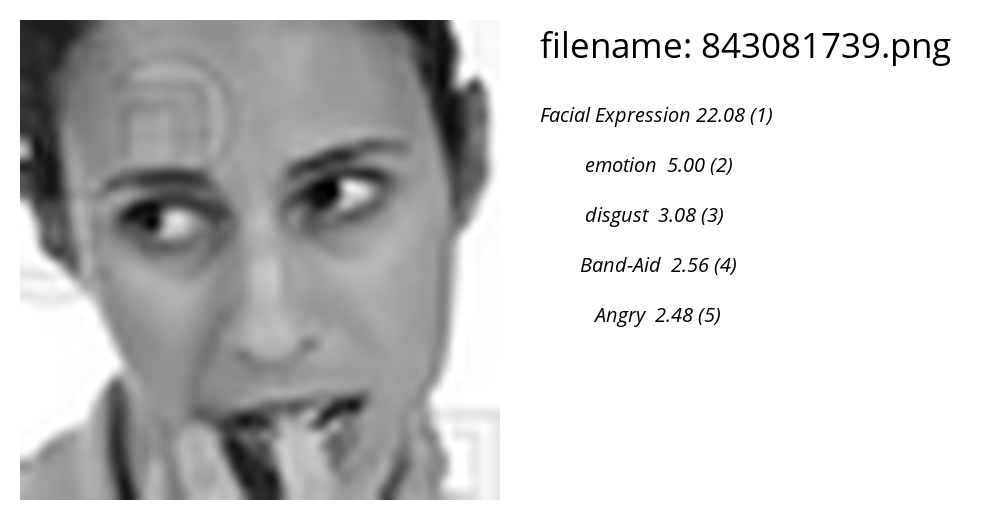 filename: 843081739.png
Facial Expression 22.08 (1)
emotion 5.00 (2)
disgust 3.08 (3)
Band-Aid 2.56 (4)
Angry 2.48 (5)